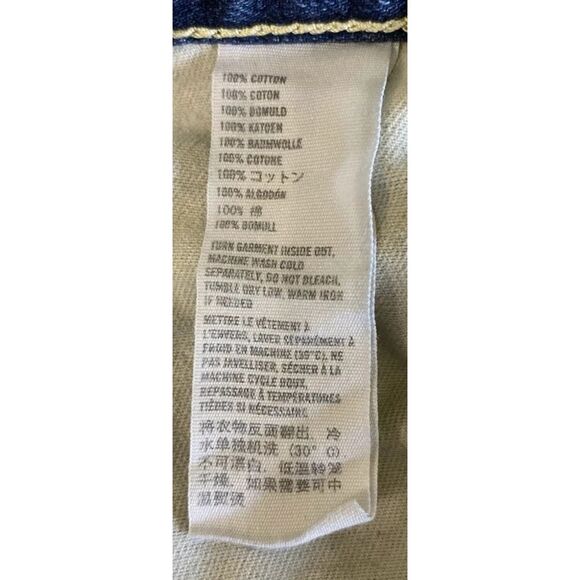 100% COTTON
100% COTON
100% BOMULD
100% KATOEN
100% BAUMWOLLE
100% COTONE
100% コットン
100% ALGODÓN
100% 棉
100% BOMULL
TURN GARMENT INSIDE OUT,
MACHINE WASH COLD
SEPARATELY, DO NOT BLEACH,
TUMBLE DRY LOW, WARM IRON
IF NEEDED
METTRE LE VÊTEMENT À
L'ENVERS, LAVER SÉPARÉMENT À
FROID EN MACHINE (30°C), NE
PAS JAVELLISER, SÉCHER À LA
MACHINE CYCLE DOUX,
REPASSAGE À TEMPÉRATURES
TIÈDES SI NÉCESSAIRE
将衣物反面翻出, 冷
水单独机洗 (30° C)
不可漂白, 低溫轉笼
干燥, 如果需要可中
溫熨燙